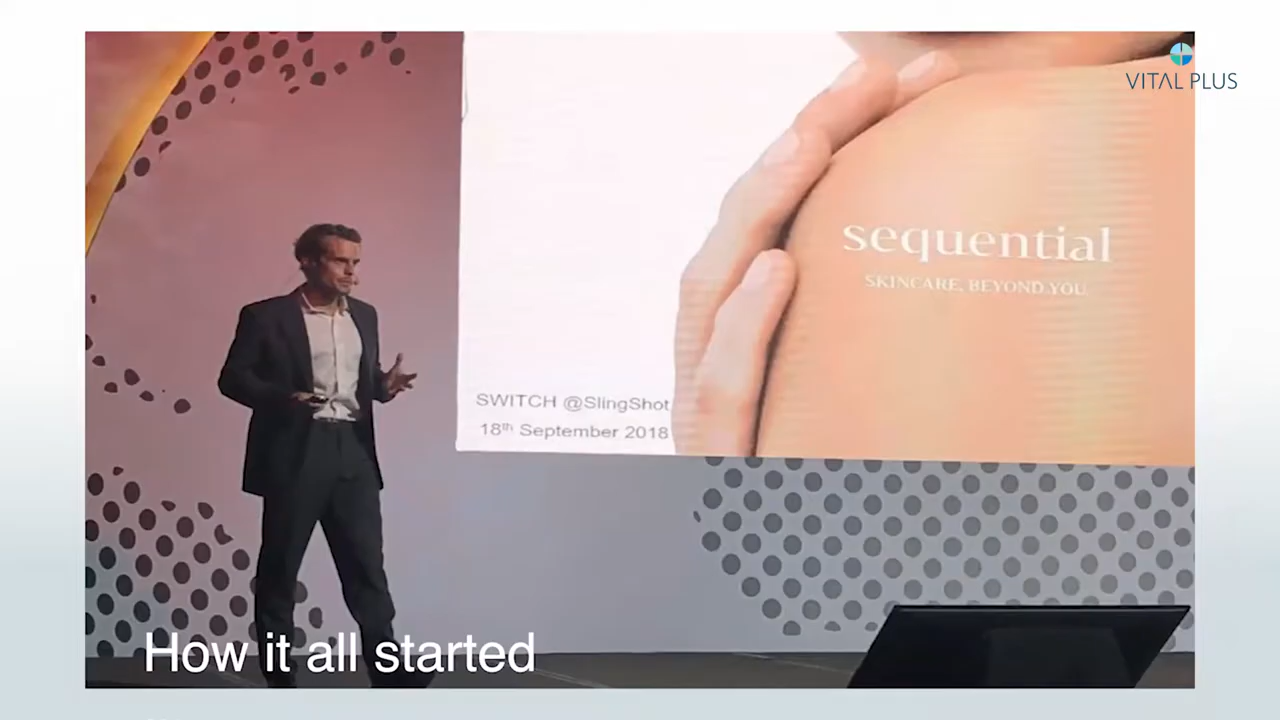 VITAL PLUS
sequential
SKINCARE. BEYOND YOU.
SWITCH @SlingShot
18th September 2018
How it all started